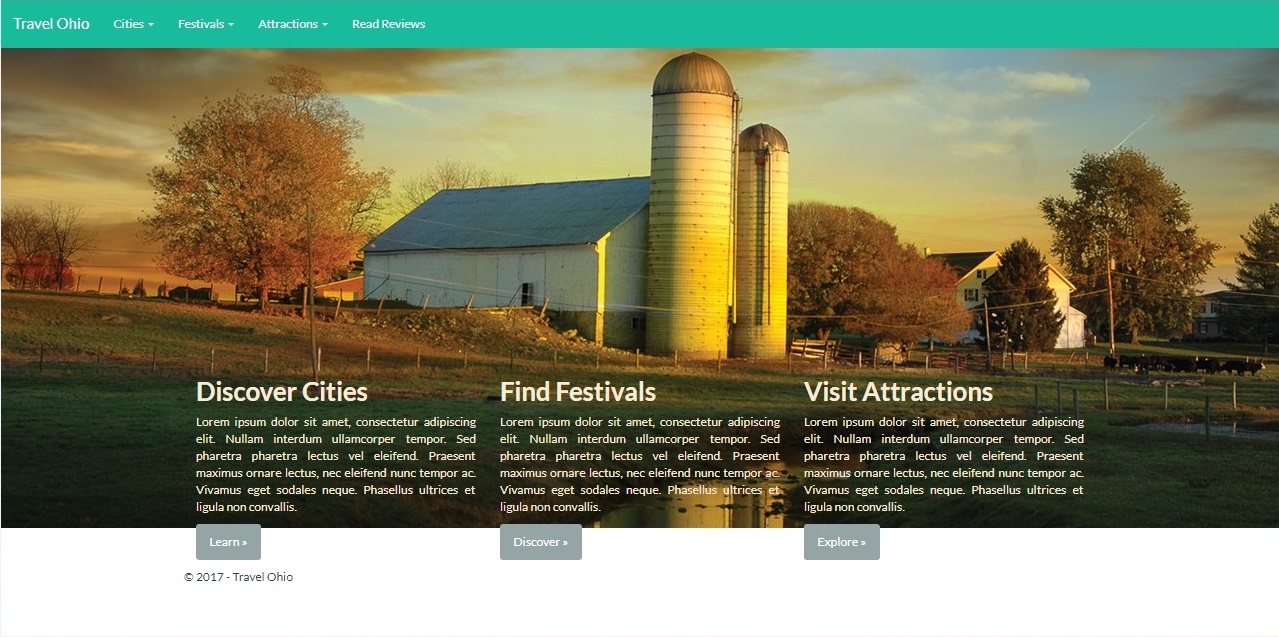 Travel Ohio Cities Festivals Attractions Read Reviews
Discover Cities
Lorem ipsum dolor sit amet, consectetur adipiscing
elit. Nullam interdum ullamcorper tempor. Sed
pharetra pharetra lectus vel eleifend. Praesent
maximus ornare lectus, nec eleifend nunc tempor ac.
Vivamus eget sodales neque. Phasellus ultrices et
ligula non convallis.
Learn »
Find Festivals
Lorem ipsum dolor sit amet, consectetur adipiscing
elit. Nullam interdum ullamcorper tempor. Sed
pharetra pharetra lectus vel eleifend. Praesent
maximus ornare lectus, nec eleifend nunc tempor ac.
Vivamus eget sodales neque. Phasellus ultrices et
ligula non convallis.
Discover »
Visit Attractions
Lorem ipsum dolor sit amet, consectetur adipiscing
elit. Nullam interdum ullamcorper tempor. Sed
pharetra pharetra lectus vel eleifend. Praesent
maximus ornare lectus, nec eleifend nunc tempor ac.
Vivamus eget sodales neque. Phasellus ultrices et
ligula non convallis.
Explore »
© 2017 - Travel Ohio